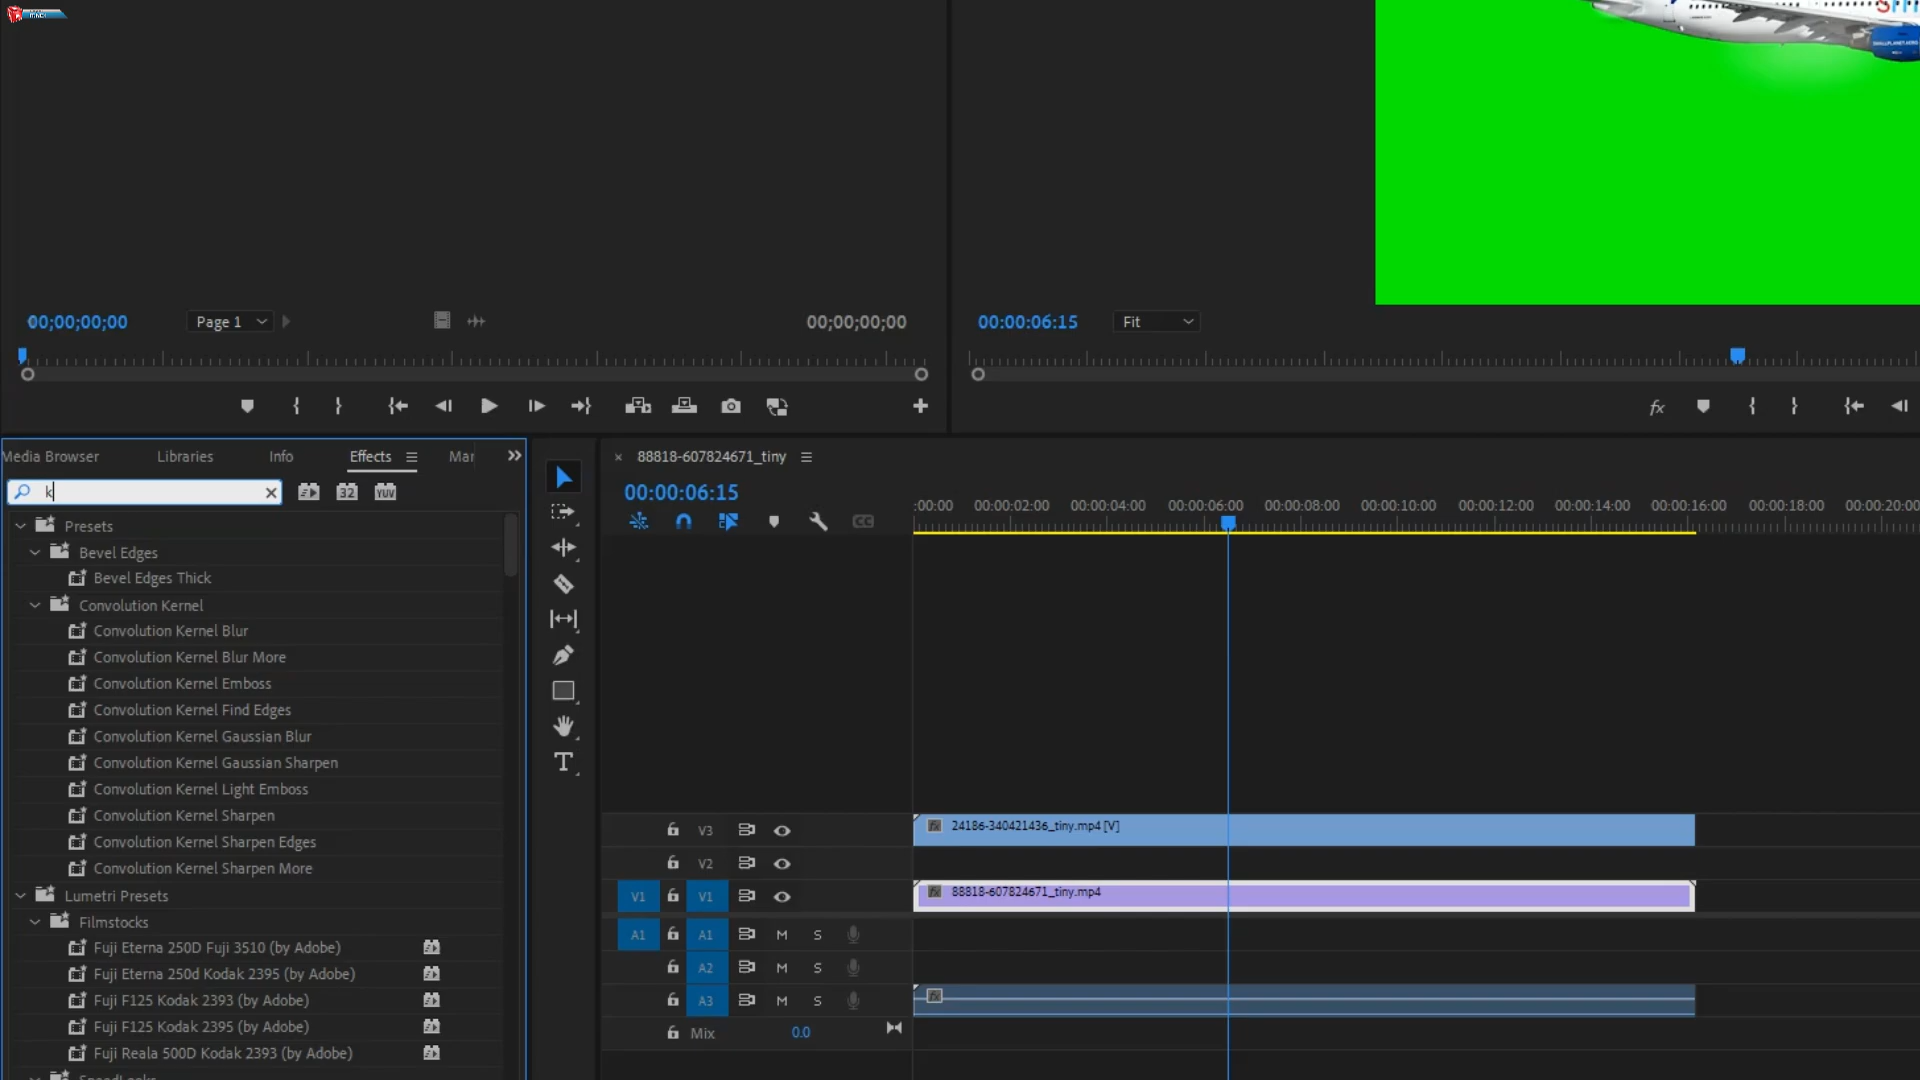 00;00;00;00
Page 1
00;00;00;00
00:00:06:15
Fit
fx
Media Browser
Libraries
Info
Effects
Mar
k
32
YUV
Presets
Bevel Edges
Bevel Edges Thick
Convolution Kernel
Convolution Kernel Blur
Convolution Kernel Blur More
Convolution Kernel Emboss
Convolution Kernel Find Edges
Convolution Kernel Gaussian Blur
Convolution Kernel Gaussian Sharpen
Convolution Kernel Light Emboss
Convolution Kernel Sharpen
Convolution Kernel Sharpen Edges
Convolution Kernel Sharpen More
Lumetri Presets
Filmstocks
Fuji Eterna 250D Fuji 3510 (by Adobe)
Fuji Eterna 250d Kodak 2395 (by Adobe)
Fuji F125 Kodak 2393 (by Adobe)
Fuji F125 Kodak 2395 (by Adobe)
Fuji Reala 500D Kodak 2393 (by Adobe)
88818-607824671_tiny
00:00:06:15
CC
:00:00 00:00:02:00 00:00:04:00 00:00:06:00 00:00:08:00 00:00:10:00 00:00:12:00 00:00:14:00 00:00:16:00 00:00:18:00 00:00:20:00
V3
24186-340421436_tiny.mp4 [V]
V2
V1 V1
88818-607824671_tiny.mp4
A1 A1 M S
A2 M S
A3 M S
Mix 0.0